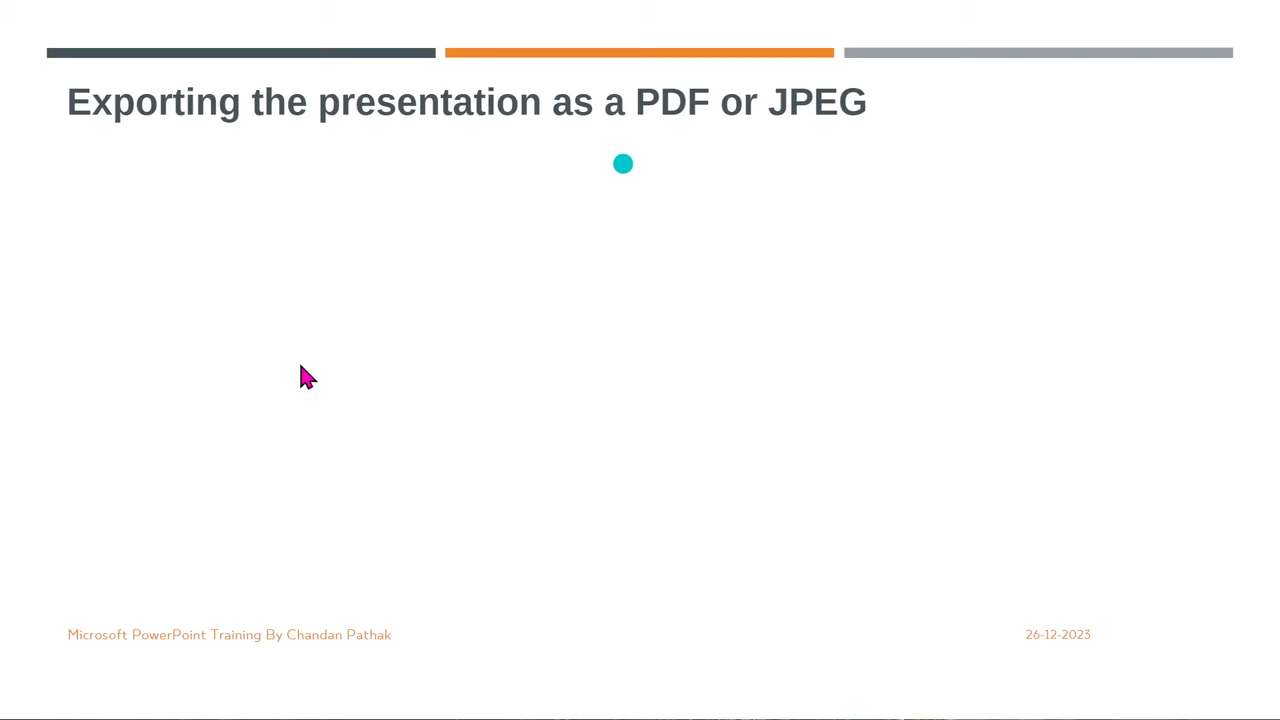 Exporting the presentation as a PDF or JPEG
Microsoft PowerPoint Training By Chandan Pathak
26-12-2023